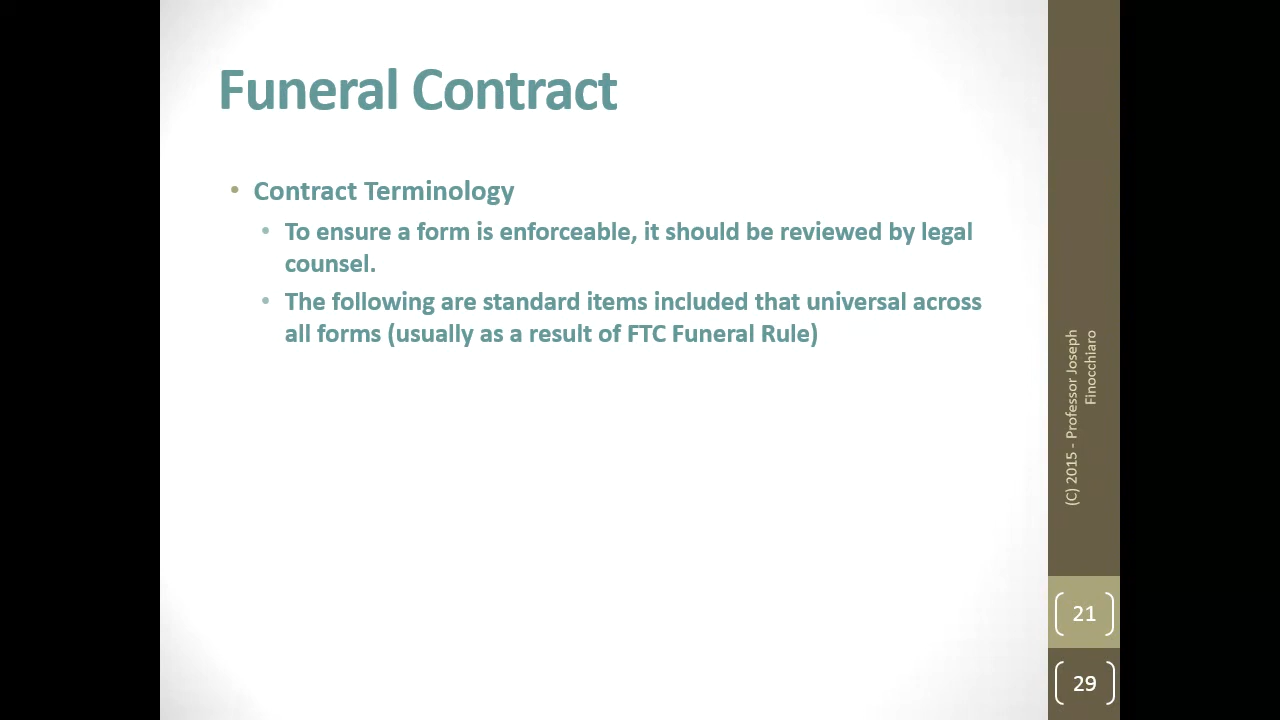 Funeral Contract
• Contract Terminology
• To ensure a form is enforceable, it should be reviewed by legal
counsel.
• The following are standard items included that universal across
all forms (usually as a result of FTC Funeral Rule)
(C) 2015 - Professor Joseph
Finocchiaro
21
29